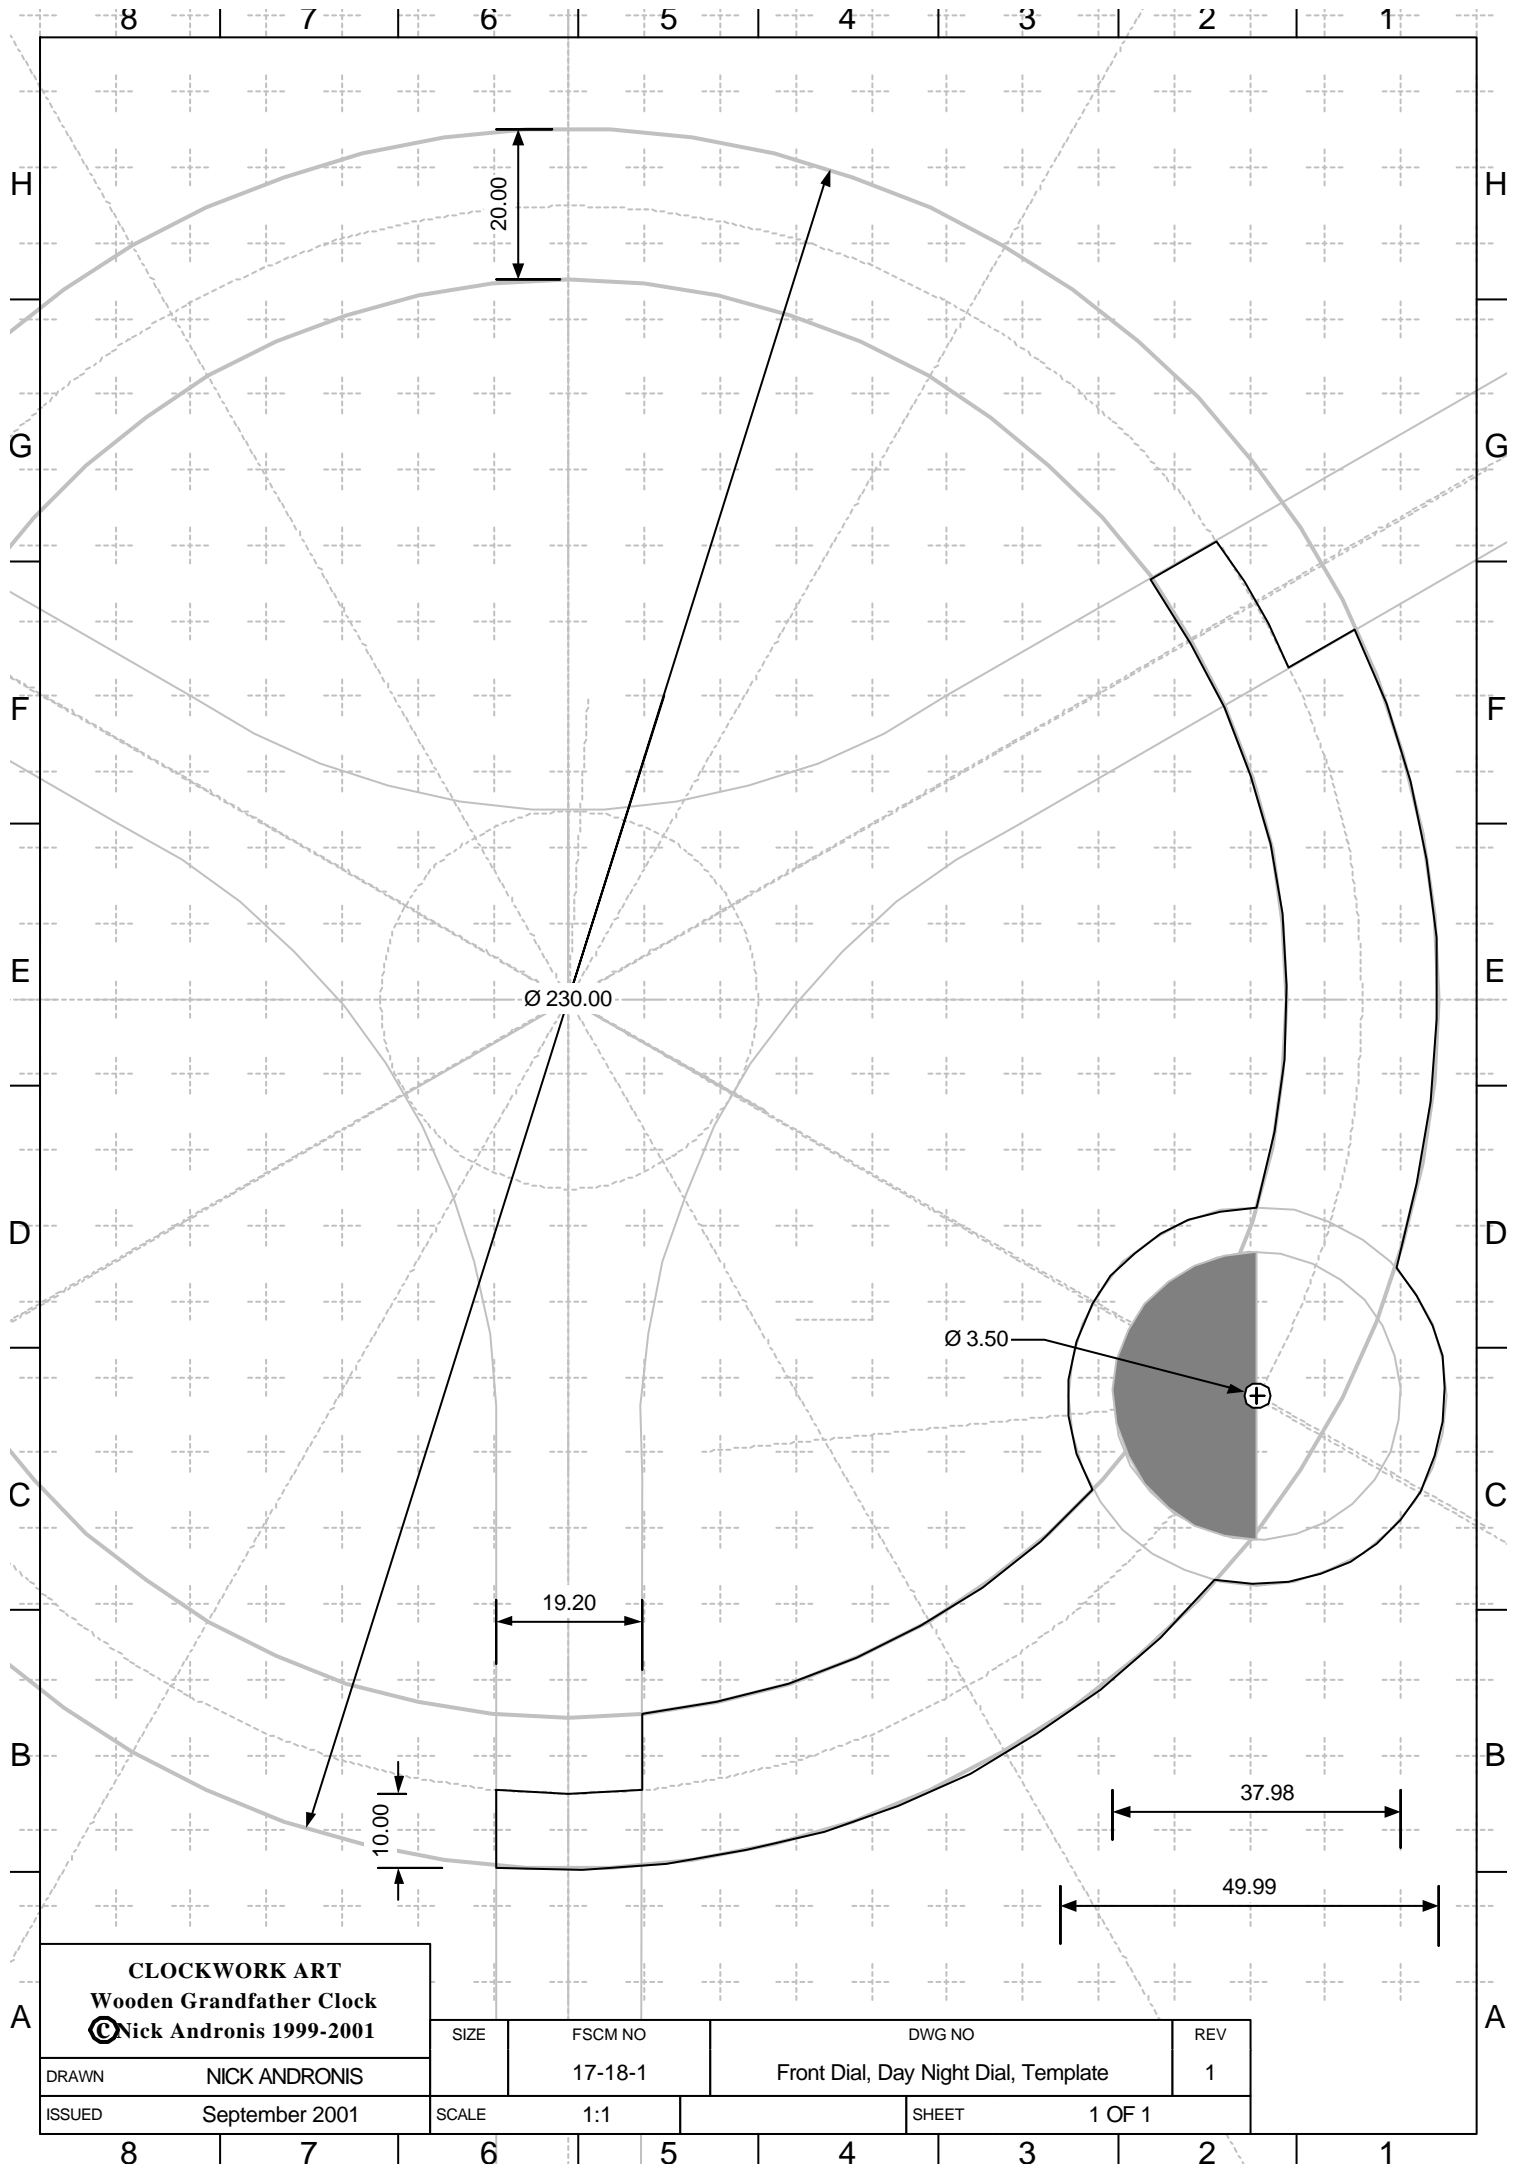 8 7 6 5 4 3 2 1
H H
20.00
G G
F F
E E
Ø 230.00
D D
Ø 3.50
C C
19.20
B B
37.98
10.00
49.99
CLOCKWORK ART
Wooden Grandfather Clock
©Nick Andronis 1999-2001
A A
SIZE FSCM NO DWG NO REV
DRAWN NICK ANDRONIS 17-18-1 Front Dial, Day Night Dial, Template 1
ISSUED September 2001 SCALE 1:1 SHEET 1 OF 1
8 7 6 5 4 3 2 1